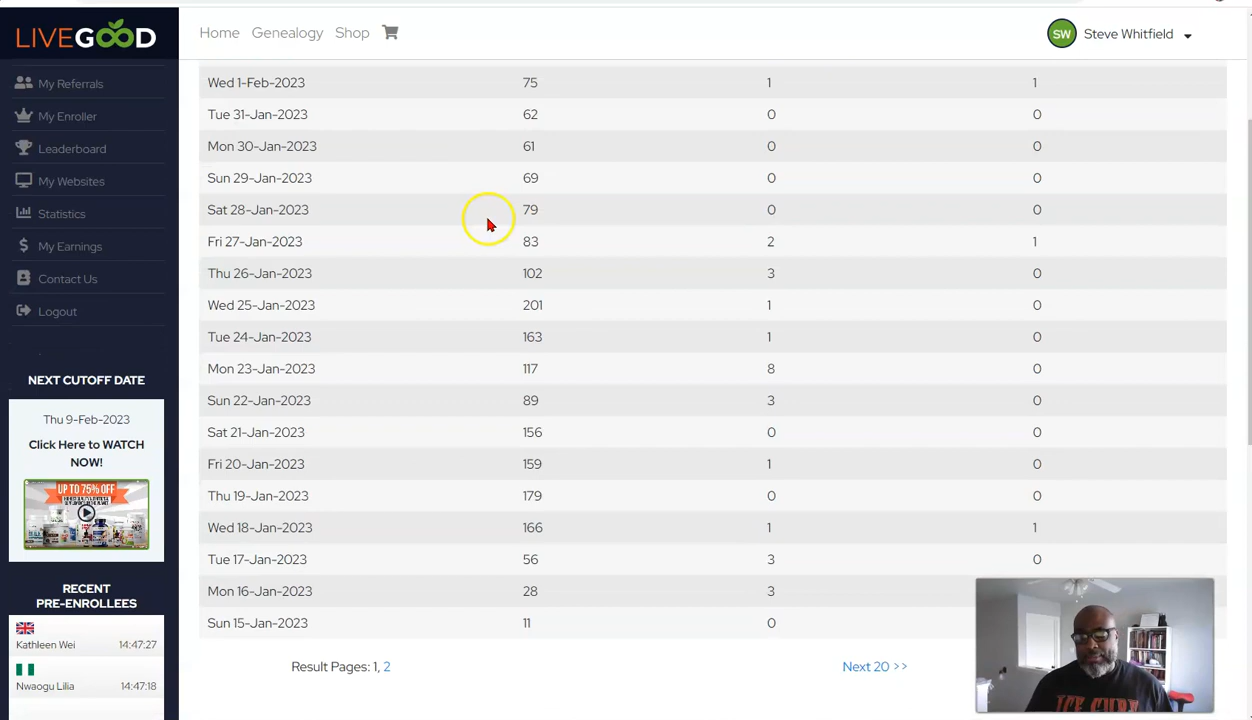 LIVEGOOD
Home Genealogy Shop
SW Steve Whitfield
My Referrals
My Enroller
Leaderboard
My Websites
Statistics
My Earnings
Contact Us
Logout
NEXT CUTOFF DATE
Thu 9-Feb-2023
Click Here to WATCH
NOW!
UP TO 75% OFF
RECENT
PRE-ENROLLEES
Kathleen Wei 14:47:27
Nwaogu Lilia 14:47:18
Wed 1-Feb-2023 75 1 1
Tue 31-Jan-2023 62 0 0
Mon 30-Jan-2023 61 0 0
Sun 29-Jan-2023 69 0 0
Sat 28-Jan-2023 79 0 0
Fri 27-Jan-2023 83 2 1
Thu 26-Jan-2023 102 3 0
Wed 25-Jan-2023 201 1 0
Tue 24-Jan-2023 163 1 0
Mon 23-Jan-2023 117 8 0
Sun 22-Jan-2023 89 3 0
Sat 21-Jan-2023 156 0 0
Fri 20-Jan-2023 159 1 0
Thu 19-Jan-2023 179 0 0
Wed 18-Jan-2023 166 1 1
Tue 17-Jan-2023 56 3 0
Mon 16-Jan-2023 28 3
Sun 15-Jan-2023 11 0
Result Pages: 1, 2 Next 20 >>
ICE CUBE